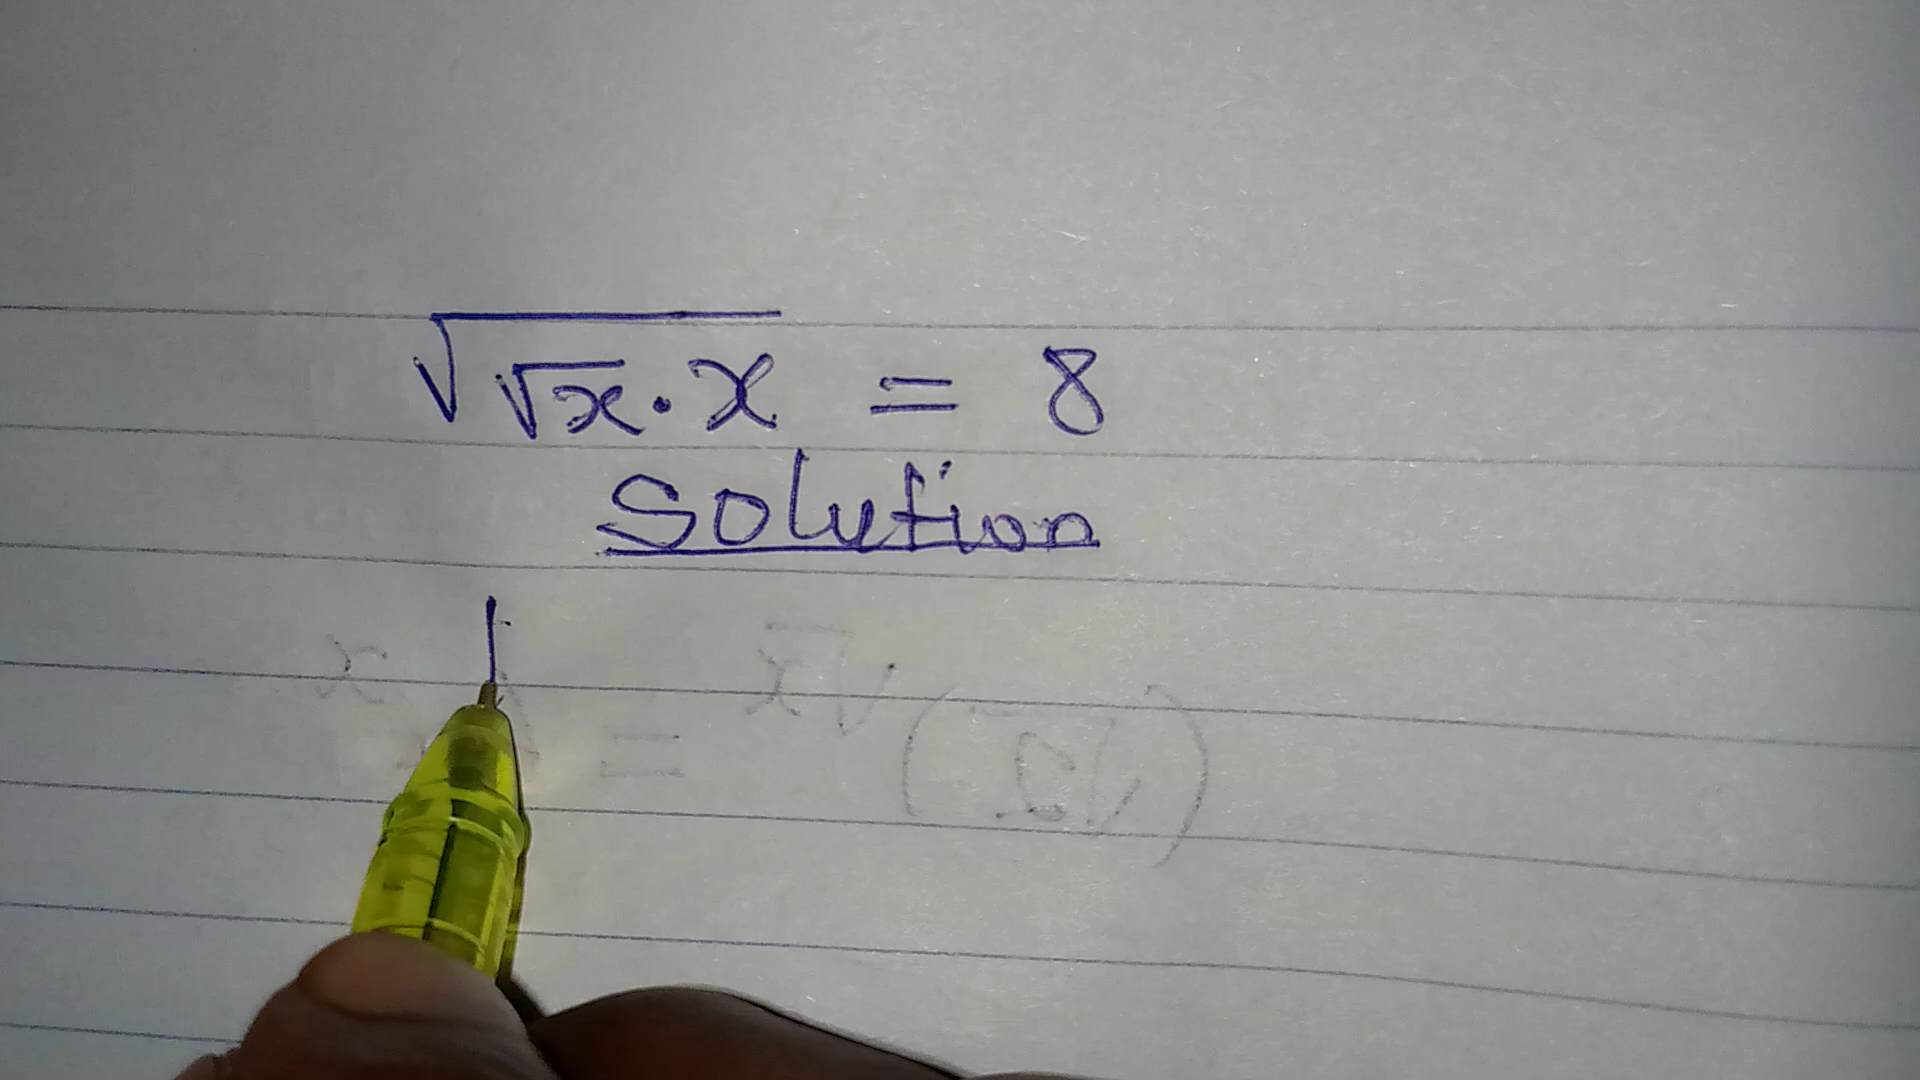 √(√x · x) = 8
Solution